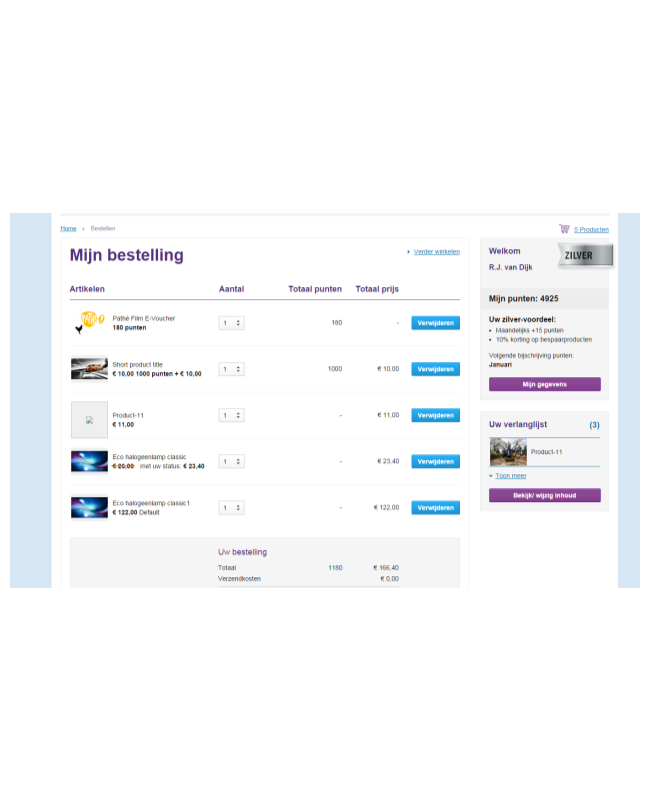 Home › Bestellen
5 Producten
Mijn bestelling
Verder winkelen
Artikelen Aantal Totaal punten Totaal prijs
Pathé Film E-Voucher
180 punten
1 180 - Verwijderen
Short product title
€ 10,00 1000 punten + € 10,00
1 1000 € 10,00 Verwijderen
Product-11
€ 11,00
1 - € 11,00 Verwijderen
Eco halogeenlamp classic
€ 20,00 met uw status: € 23,40
1 - € 23,40 Verwijderen
Eco halogeenlamp classic1
€ 122,00 Default
1 - € 122,00 Verwijderen
Uw bestelling
Totaal 1180 € 166,40
Verzendkosten € 0,00
Welkom
R.J. van Dijk
ZILVER
Mijn punten: 4925
Uw zilver-voordeel:
• Maandelijks +15 punten
• 10% korting op bespaarproducten
Volgende bijschrijving punten:
Januari
Mijn gegevens
Uw verlanglijst (3)
Product-11
Toon meer
Bekijk/ wijzig inhoud